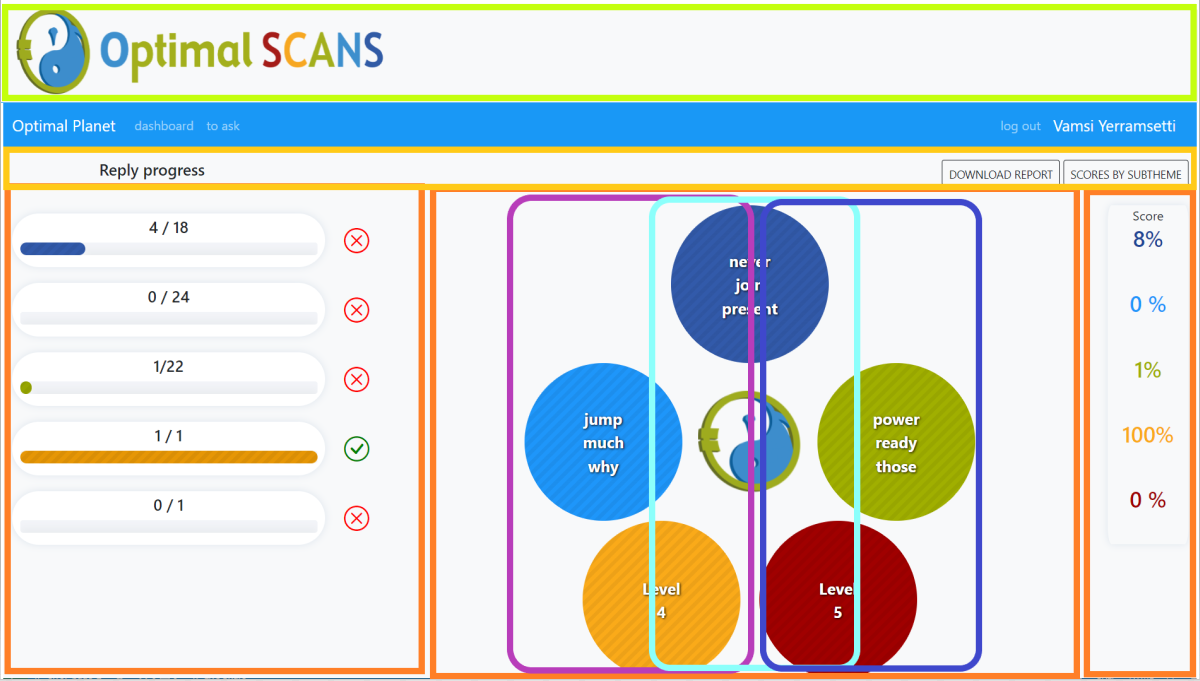 Optimal SCANS
Optimal Planet dashboard to ask log out Vamsi Yerramsetti
Reply progress DOWNLOAD REPORT SCORES BY SUBTHEME
4 / 18
0 / 24
1/22
1 / 1
0 / 1
never
join
present
jump
much
why
power
ready
those
Level
4
Level
5
Score
8%
0 %
1%
100%
0 %